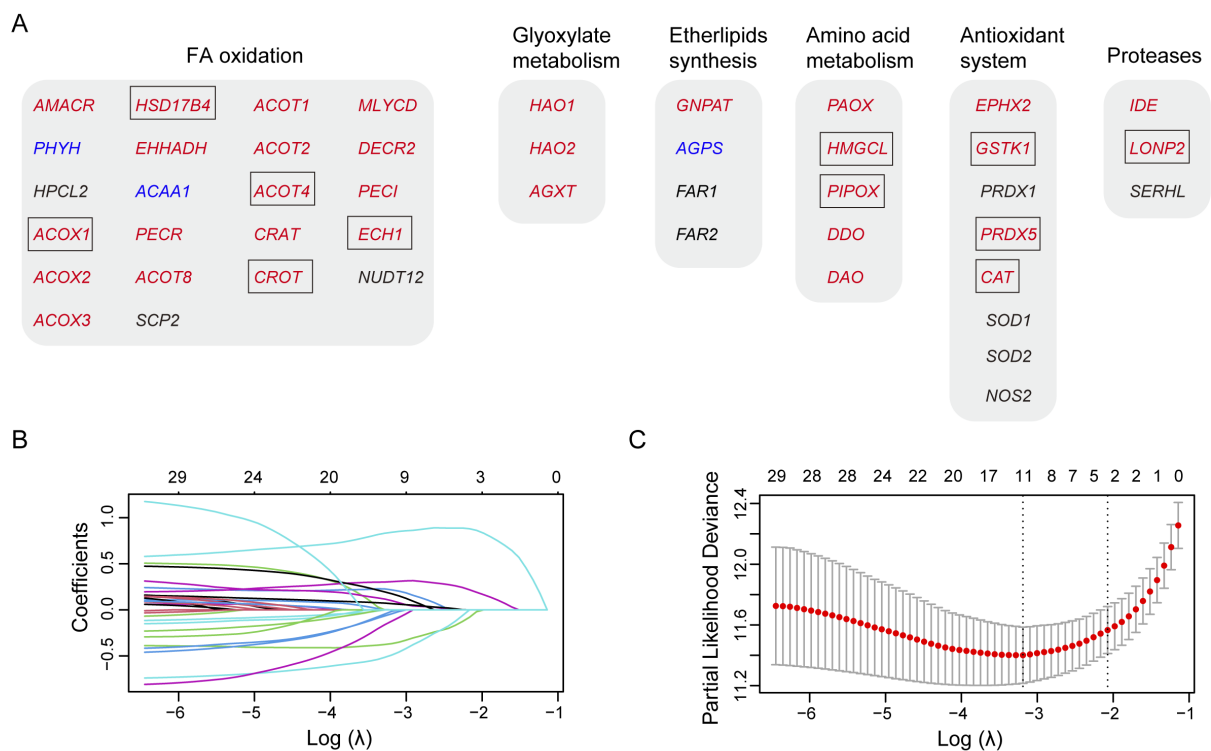 A
FA oxidation
Glyoxylate
metabolism
Etherlipids
synthesis
Amino acid
metabolism
Antioxidant
system
Proteases
AMACR HSD17B4 ACOT1 MLYCD
PHYH EHHADH ACOT2 DECR2
HPCL2 ACAA1 ACOT4 PECI
ACOX1 PECR CRAT ECH1
ACOX2 ACOT8 CROT NUDT12
ACOX3 SCP2
HAO1
HAO2
AGXT
GNPAT
AGPS
FAR1
FAR2
PAOX
HMGCL
PIPOX
DDO
DAO
EPHX2
GSTK1
PRDX1
PRDX5
CAT
SOD1
SOD2
NOS2
IDE
LONP2
SERHL
B
29 24 20 9 3 0
Coefficients
1.0
0.5
0.0
−0.5
−6 −5 −4 −3 −2 −1
Log (λ)
C
29 28 28 24 22 20 17 11 8 7 5 2 2 1 0
Partial Likelihood Deviance
12.4
12.0
11.6
11.2
−6 −5 −4 −3 −2 −1
Log (λ)